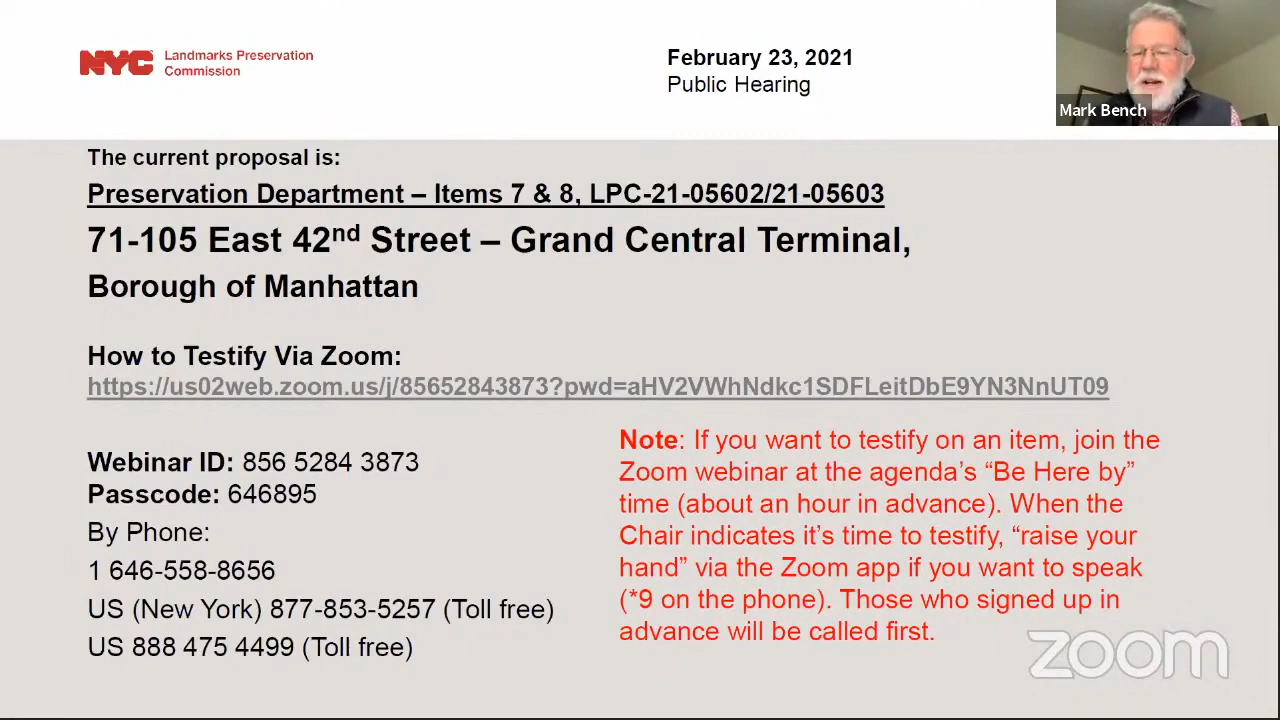 NYC Landmarks Preservation
Commission
February 23, 2021
Public Hearing
Mark Bench
The current proposal is:
Preservation Department – Items 7 & 8, LPC-21-05602/21-05603
71-105 East 42nd Street – Grand Central Terminal,
Borough of Manhattan
How to Testify Via Zoom:
https://us02web.zoom.us/j/85652843873?pwd=aHV2VWhNdkc1SDFLeitDbE9YN3NnUT09
Webinar ID: 856 5284 3873
Passcode: 646895
By Phone:
1 646-558-8656
US (New York) 877-853-5257 (Toll free)
US 888 475 4499 (Toll free)
Note: If you want to testify on an item, join the
Zoom webinar at the agenda’s “Be Here by”
time (about an hour in advance). When the
Chair indicates it’s time to testify, “raise your
hand” via the Zoom app if you want to speak
(*9 on the phone). Those who signed up in
advance will be called first.
zoom